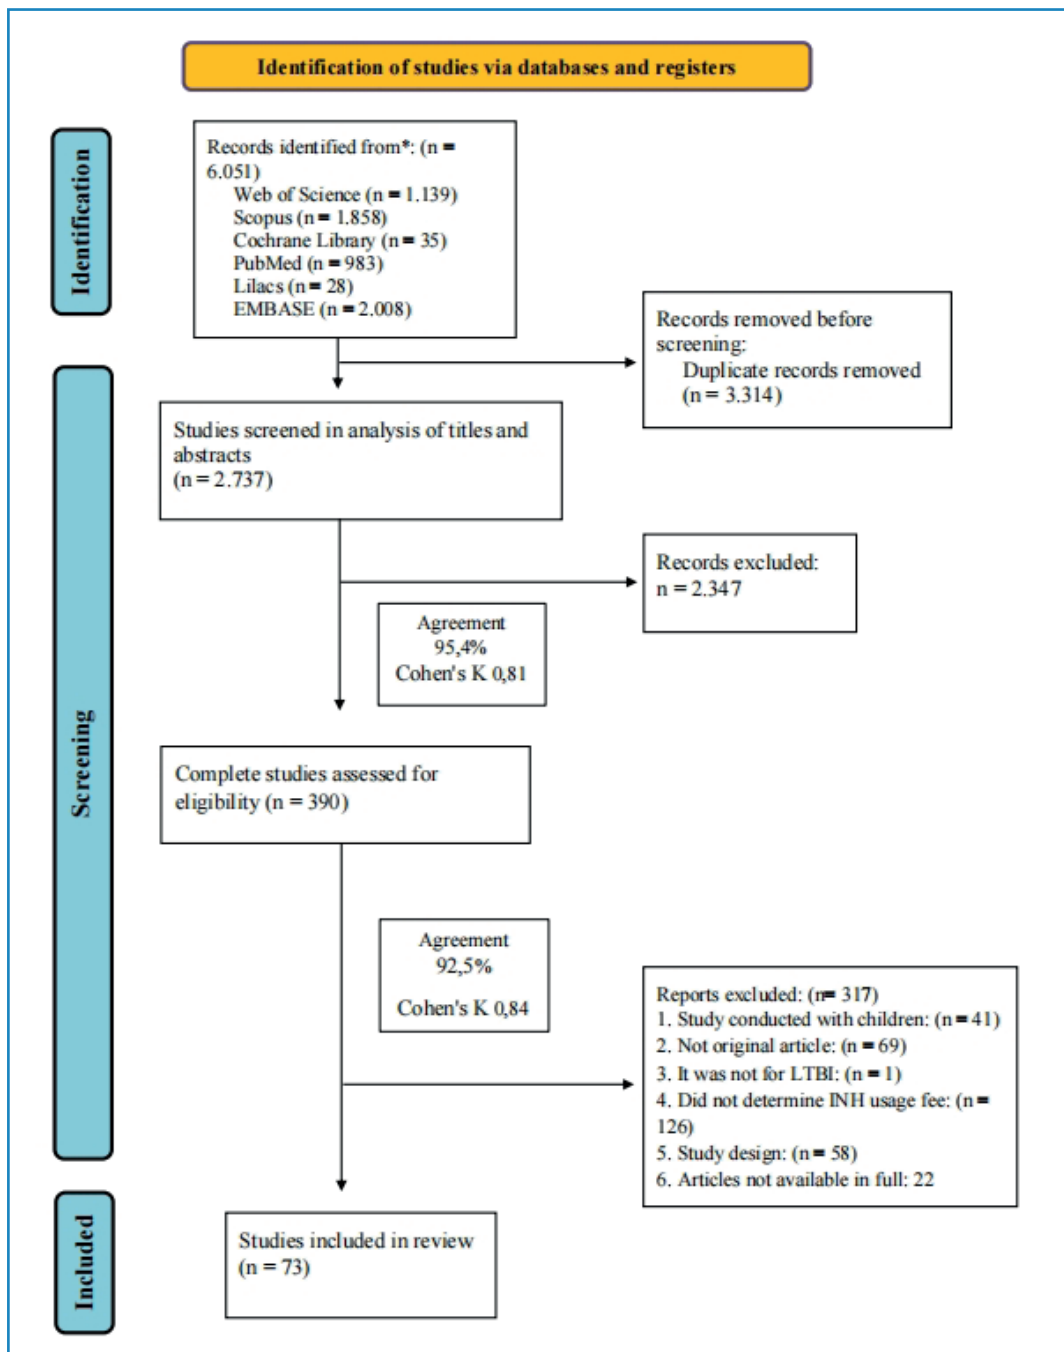 Identification of studies via databases and registers
Identification
Records identified from*: (n =
6.051)
Web of Science (n = 1.139)
Scopus (n = 1.858)
Cochrane Library (n = 35)
PubMed (n = 983)
Lilacs (n = 28)
EMBASE (n = 2.008)
Records removed before
screening:
Duplicate records removed
(n = 3.314)
Screening
Studies screened in analysis of titles and
abstracts
(n = 2.737)
Records excluded:
n = 2.347
Agreement
95,4%
Cohen's K 0,81
Complete studies assessed for
eligibility (n = 390)
Agreement
92,5%
Cohen's K 0,84
Reports excluded: (n= 317)
1. Study conducted with children: (n = 41)
2. Not original article: (n = 69)
3. It was not for LTBI: (n = 1)
4. Did not determine INH usage fee: (n =
126)
5. Study design: (n = 58)
6. Articles not available in full: 22
Included
Studies included in review
(n = 73)